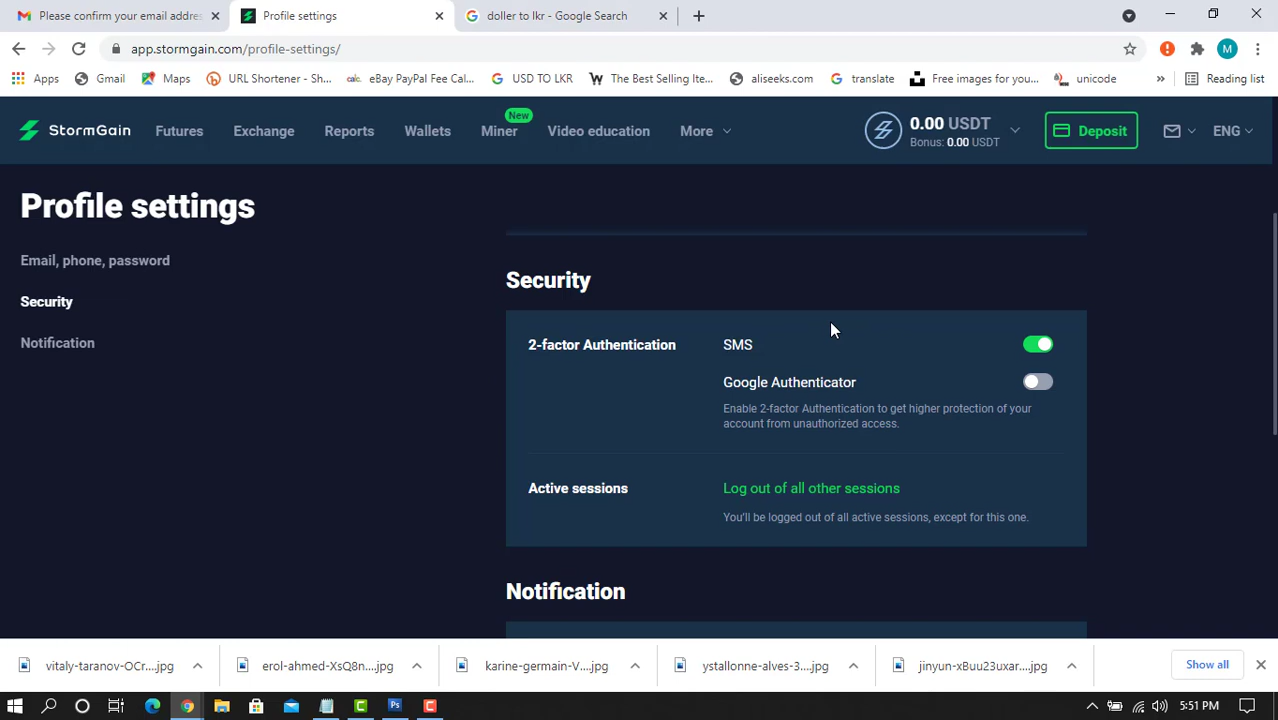 Please confirm your email addres
Profile settings
doller to lkr - Google Search
app.stormgain.com/profile-settings/
M
Apps
Gmail
Maps
URL Shortener - Sh...
calc
eBay PayPal Fee Cal...
USD TO LKR
The Best Selling Ite...
aliseeks.com
translate
Free images for you...
unicode
»
Reading list
StormGain
Futures
Exchange
Reports
Wallets
Miner
New
Video education
More
0.00 USDT
Bonus: 0.00 USDT
Deposit
ENG
Profile settings
Email, phone, password
Security
Notification
Security
2-factor Authentication
SMS
Google Authenticator
Enable 2-factor Authentication to get higher protection of your
account from unauthorized access.
Active sessions
Log out of all other sessions
You'll be logged out of all active sessions, except for this one.
Notification
vitaly-taranov-OCr....jpg
erol-ahmed-XsQ8n....jpg
karine-germain-V....jpg
ystallonne-alves-3....jpg
jinyun-xBuu23uxar....jpg
Show all
5:51 PM